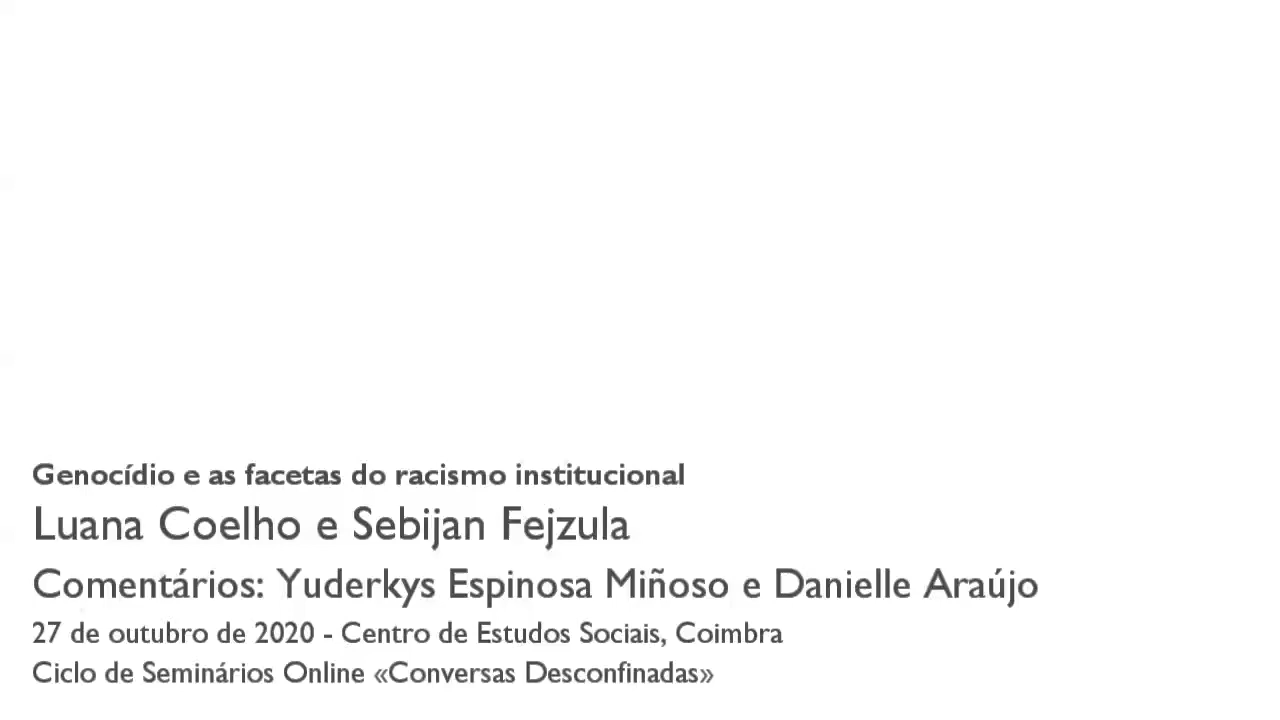 Genocídio e as facetas do racismo institucional
Luana Coelho e Sebijan Fejzula
Comentários: Yuderkys Espinosa Miñoso e Danielle Araújo
27 de outubro de 2020 - Centro de Estudos Sociais, Coimbra
Ciclo de Seminários Online «Conversas Desconfinadas»